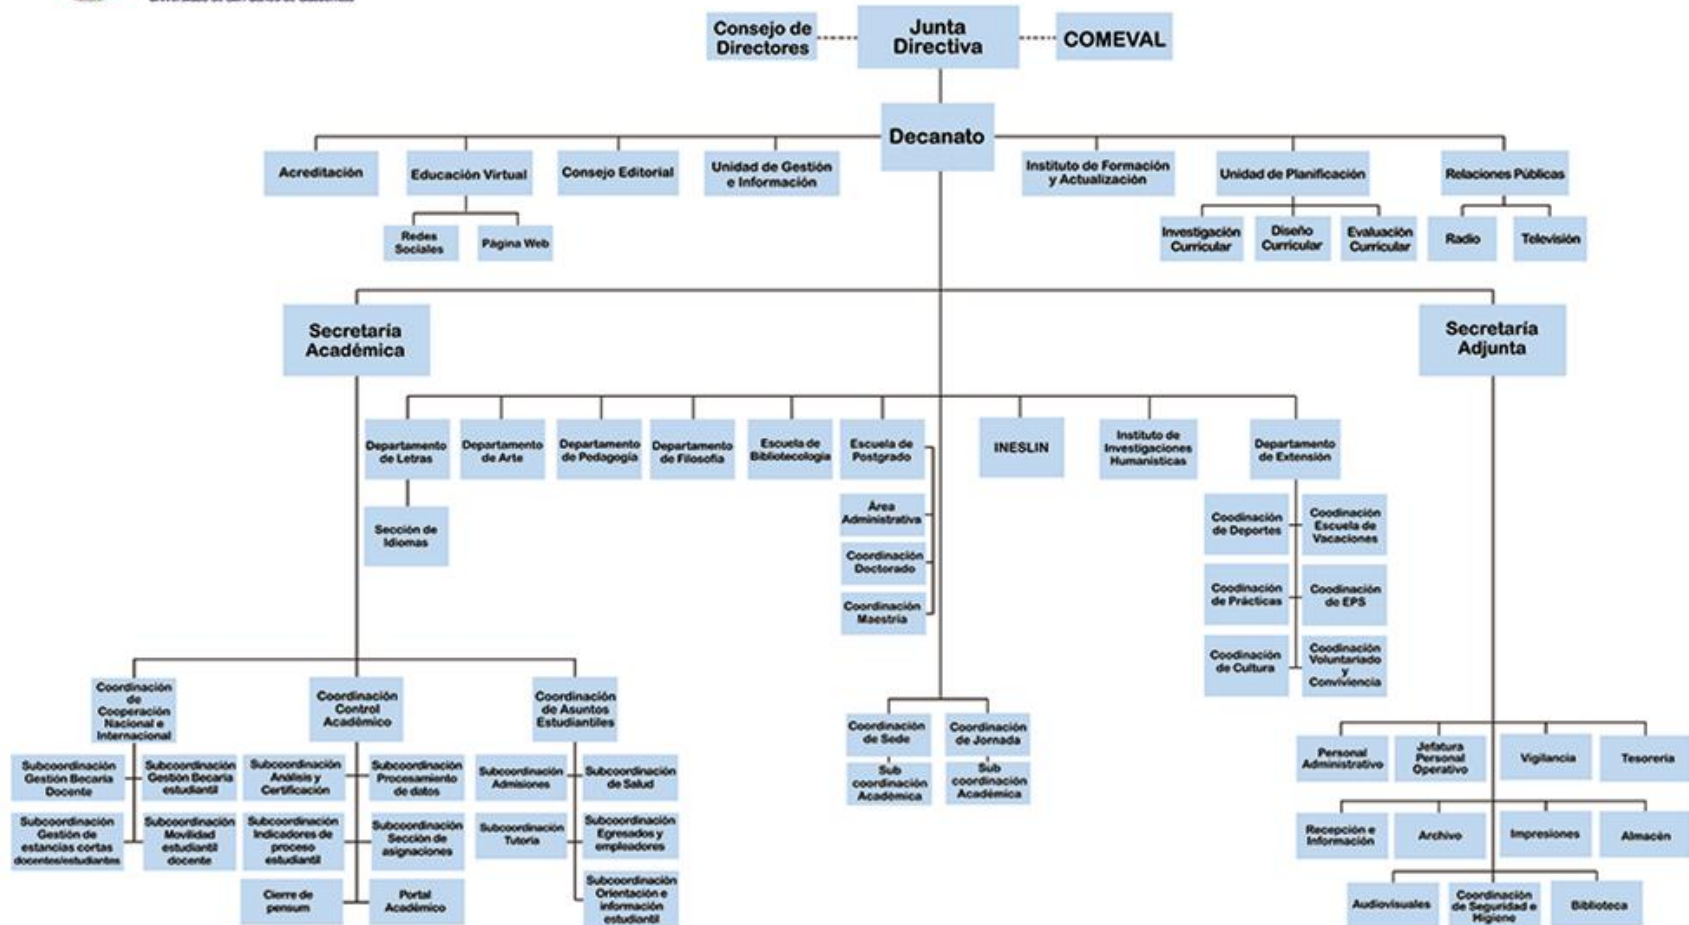 Consejo de
Directores
Junta
Directiva
COMEVAL
Decanato
Acreditación
Educación Virtual
Consejo Editorial
Unidad de Gestión
e Información
Instituto de Formación
y Actualización
Unidad de Planificación
Relaciones Públicas
Redes
Sociales
Página Web
Investigación
Curricular
Diseño
Curricular
Evaluación
Curricular
Radio
Televisión
Secretaría
Académica
Secretaría
Adjunta
Departamento
de Letras
Departamento
de Arte
Departamento
de Pedagogía
Departamento
de Filosofía
Escuela de
Bibliotecología
Escuela de
Postgrado
INESLIN
Instituto de
Investigaciones
Humanísticas
Departamento
de Extensión
Sección de
Idiomas
Área
Administrativa
Coordinación
Doctorado
Coordinación
Maestría
Coodinación
de Deportes
Coodinación
Escuela de
Vacaciones
Coodinación
de Prácticas
Coodinación
de EPS
Coodinación
de Cultura
Coodinación
Voluntariado
y
Conviviencia
Coordinación
de
Cooperación
Nacional e
Internacional
Coordinación
Control
Académico
Coordinación
de Asuntos
Estudiantiles
Subcoordinación
Gestión Becaria
Docente
Subcoordinación
Gestión Becaria
estudiantil
Subcoordinación
Gestión de
estancias cortas
docentes/estudiantes
Subcoordinación
Movilidad
estudiantil
docente
Subcoordinación
Análisis y
Certificación
Subcoordinación
Procesamiento
de datos
Subcoordinación
Indicadores de
proceso
estudiantil
Subcoordinación
Sección de
asignaciones
Cierre de
pensum
Portal
Académico
Subcoordinación
Admisiones
Subcoordinación
de Salud
Subcoordinación
Tutoría
Subcoordinación
Egresados y
empleadores
Subcoordinación
Orientación e
información
estudiantil
Coordinación
de Sede
Coordinación
de Jornada
Sub
coordinación
Académica
Sub
coordinación
Académica
Personal
Administrativo
Jefatura
Personal
Operativo
Vigilancia
Tesorería
Recepción e
Información
Archivo
Impresiones
Almacén
Audiovisuales
Coordinación
de Seguridad e
Higiene
Biblioteca